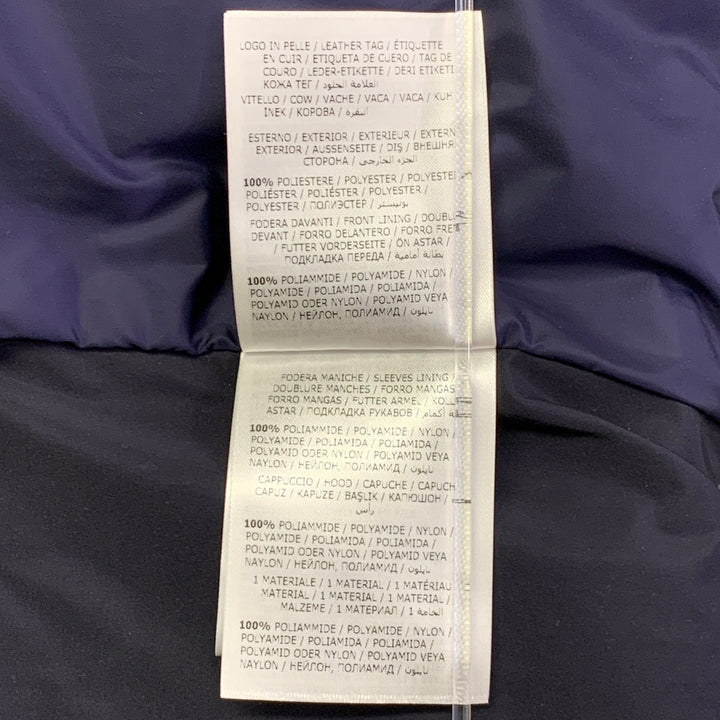 LOGO IN PELLE / LEATHER TAG / ÉTIQUETTE
EN CUIR / ETIQUETA DE CUERO / TAG DE
COURO / LEDER-ETIKETTE / DERI ETIKETI
КОЖА ТЕГ / العلامة الجلود
VITELLO / COW / VACHE / VACA / VACA / KUH
INEK / KOPOBA / البقرة
ESTERNO / EXTERIOR / EXTERIEUR / EXTERN
EXTERIOR / AUSSENSEITE / DIŞ / ВНЕШНЯ
СТОРОНА / الجزء الخارجي
100% POLIESTERE / POLYESTER / POLYESTE
POLIÉSTER / POLIÉSTER / POLYESTER /
POLYESTER / ПОЛИЭСТЕР / بوليستر
FODERA DAVANTI / FRONT LINING / DOUBL
DEVANT / FORRO DELANTERO / FORRO FRE
/ FUTTER VORDERSEITE / ÖN ASTAR /
ПОДКЛАДКА ПЕРЕДА / بطانة أمامية
100% POLIAMMIDE / POLYAMIDE / NYLON /
POLYAMIDE / POLIAMIDA / POLIAMIDA /
POLYAMID ODER NYLON / POLYAMID VEYA
NAYLON / НЕЙЛОН, ПОЛИАМИД / نايلون
FODERA MANICHE / SLEEVES LINING /
DOUBLURE MANCHES / FORRO MANGAS
FORRO MANGAS / FUTTER ÄRMEL / KOLL
ASTAR / ПОДКЛАДКА РУКАВОВ / أكمام
100% POLIAMMIDE / POLYAMIDE / NYLON /
POLYAMIDE / POLIAMIDA / POLIAMIDA /
POLYAMID ODER NYLON / POLYAMID VEYA
NAYLON / НЕЙЛОН, ПОЛИАМИД / نايلون
CAPPUCCIO / HOOD / CAPUCHE / CAPUCH
CAPUZ / KAPUZE / BAŞLIK / КАПЮШОН /
رأس
100% POLIAMMIDE / POLYAMIDE / NYLON /
POLYAMIDE / POLIAMIDA / POLIAMIDA /
POLYAMID ODER NYLON / POLYAMID VEYA
NAYLON / НЕЙЛОН, ПОЛИАМИД / نايلون
1 MATERIALE / 1 MATERIAL / 1 MATÉRIAU
MATERIAL / 1 MATERIAL / 1 MATERIAL /
MALZEME / 1 МАТЕРИАЛ / الخامة 1
100% POLIAMMIDE / POLYAMIDE / NYLON /
POLYAMIDE / POLIAMIDA / POLIAMIDA /
POLYAMID ODER NYLON / POLYAMID VEYA
NAYLON / НЕЙЛОН, ПОЛИАМИД / نايلون